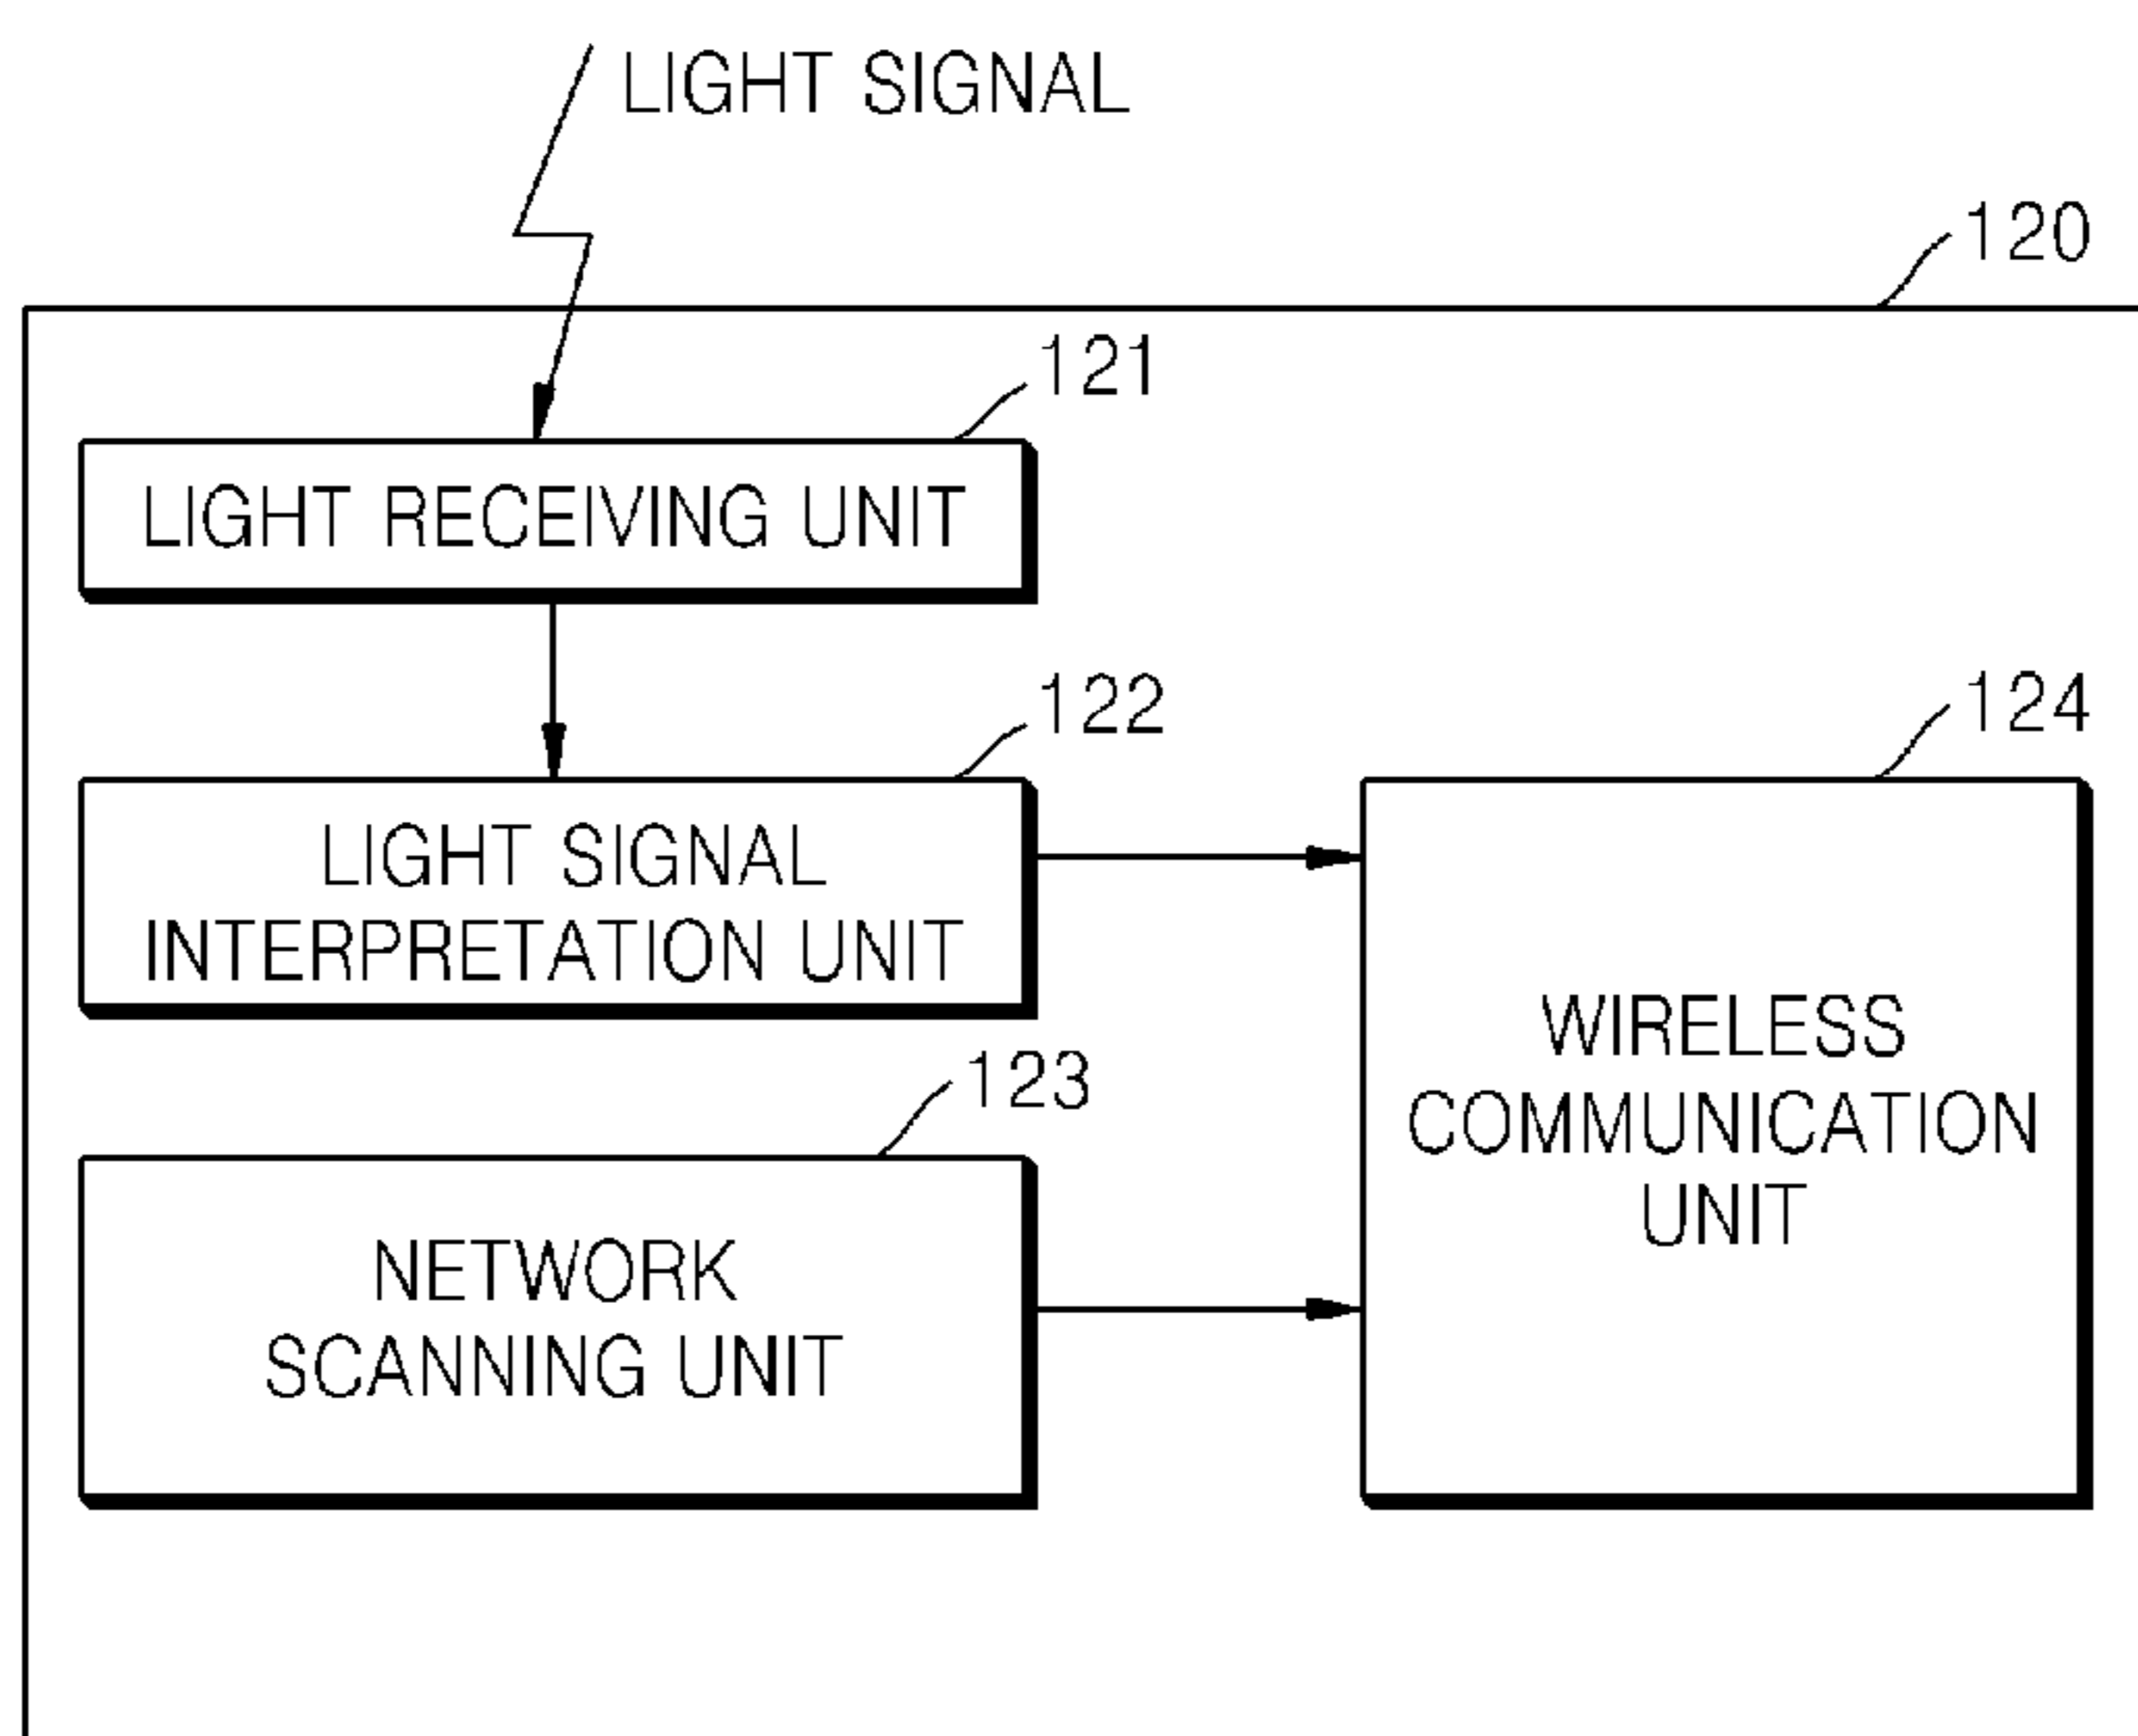 LIGHT SIGNAL
120
121
LIGHT RECEIVING UNIT
122
LIGHT SIGNAL
INTERPRETATION UNIT
124
WIRELESS
COMMUNICATION
UNIT
123
NETWORK
SCANNING UNIT